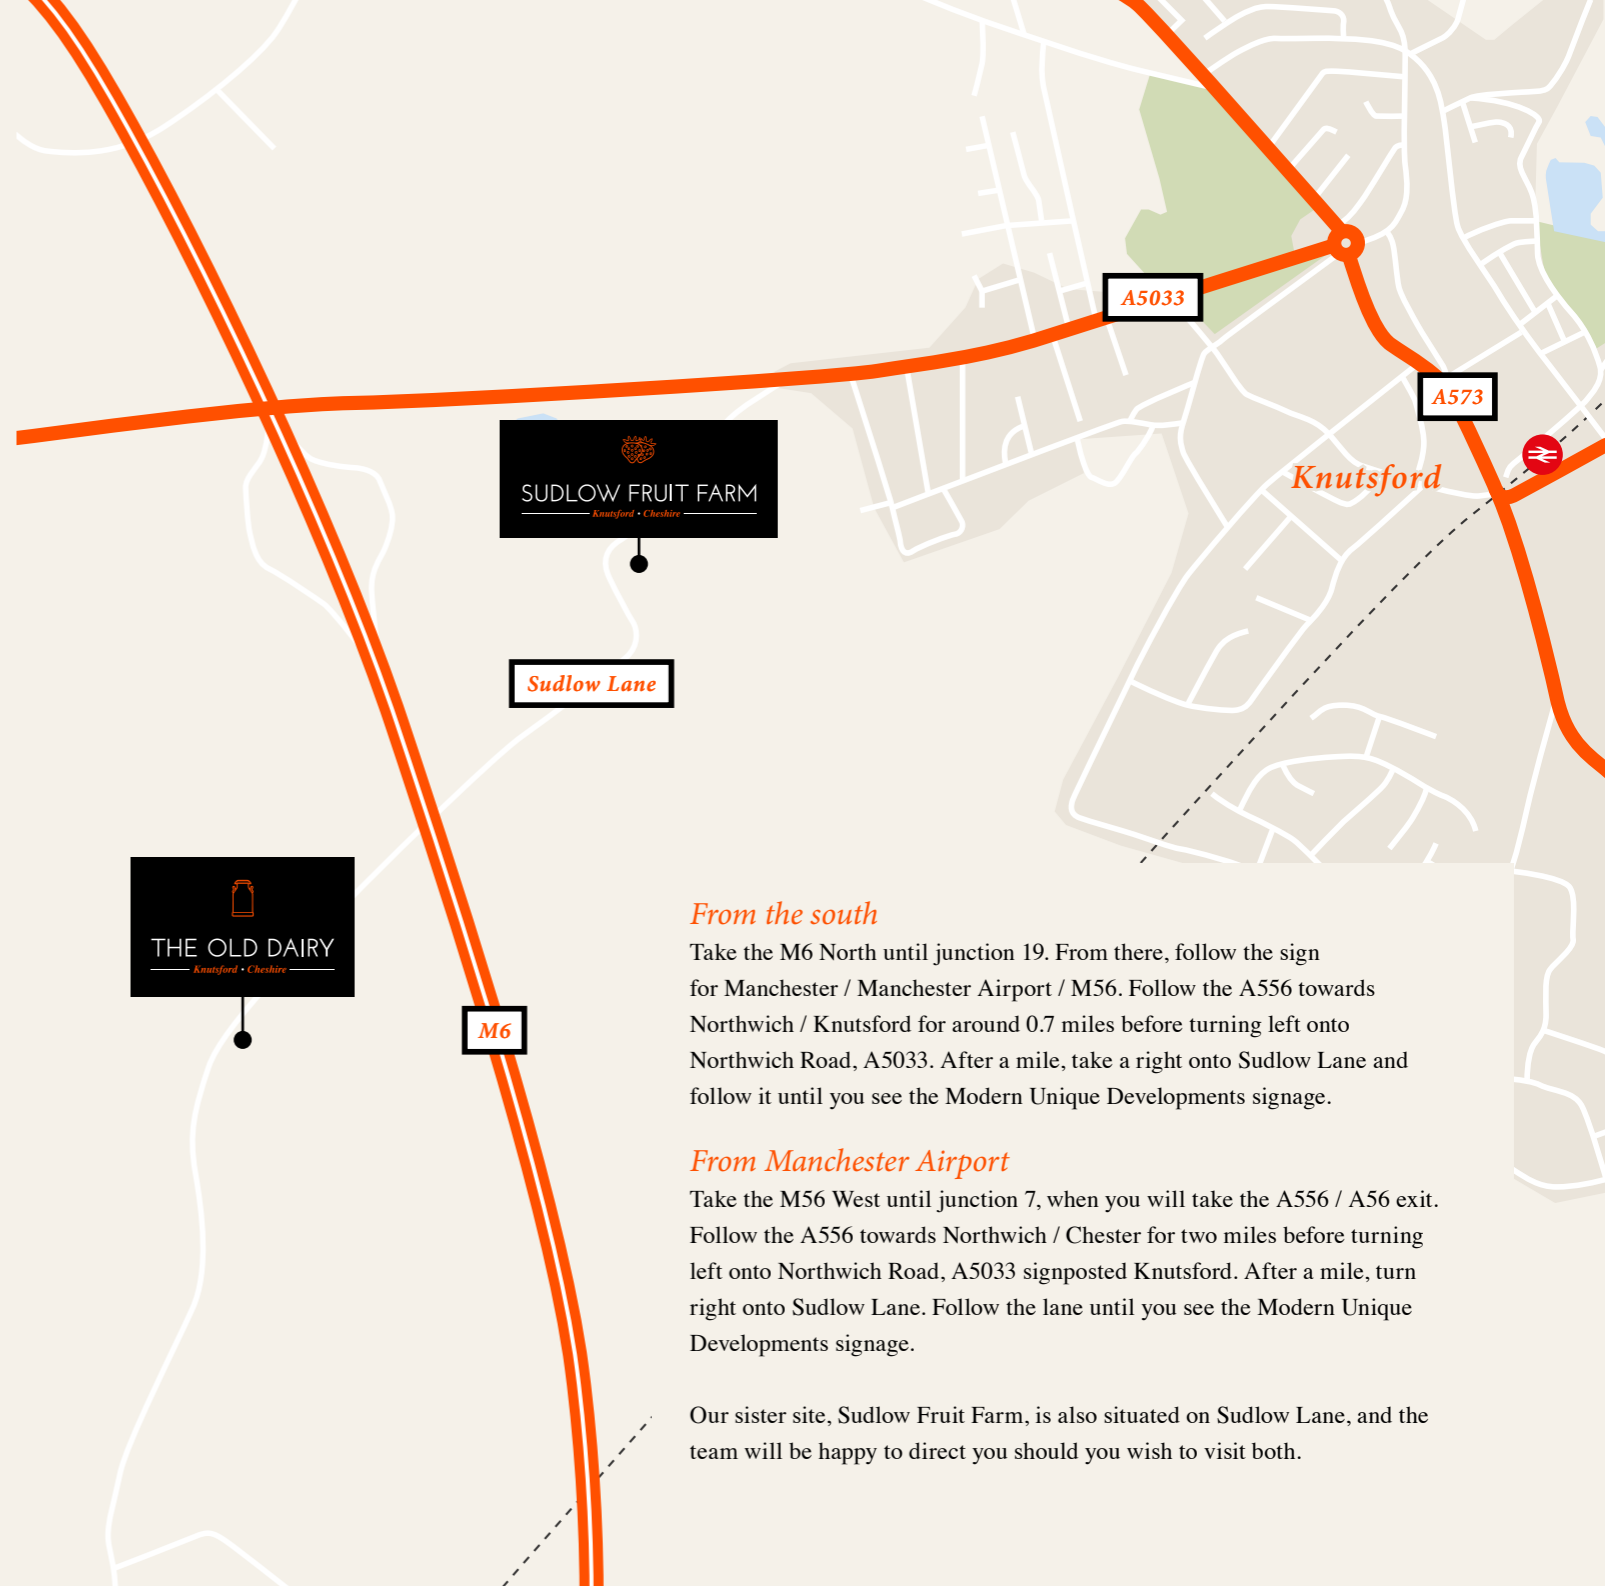 A5033
A573
Knutsford
SUDLOW FRUIT FARM
Knutsford • Cheshire
Sudlow Lane
THE OLD DAIRY
Knutsford • Cheshire
M6
From the south
Take the M6 North until junction 19. From there, follow the sign
for Manchester / Manchester Airport / M56. Follow the A556 towards
Northwich / Knutsford for around 0.7 miles before turning left onto
Northwich Road, A5033. After a mile, take a right onto Sudlow Lane and
follow it until you see the Modern Unique Developments signage.
From Manchester Airport
Take the M56 West until junction 7, when you will take the A556 / A56 exit.
Follow the A556 towards Northwich / Chester for two miles before turning
left onto Northwich Road, A5033 signposted Knutsford. After a mile, turn
right onto Sudlow Lane. Follow the lane until you see the Modern Unique
Developments signage.
Our sister site, Sudlow Fruit Farm, is also situated on Sudlow Lane, and the
team will be happy to direct you should you wish to visit both.